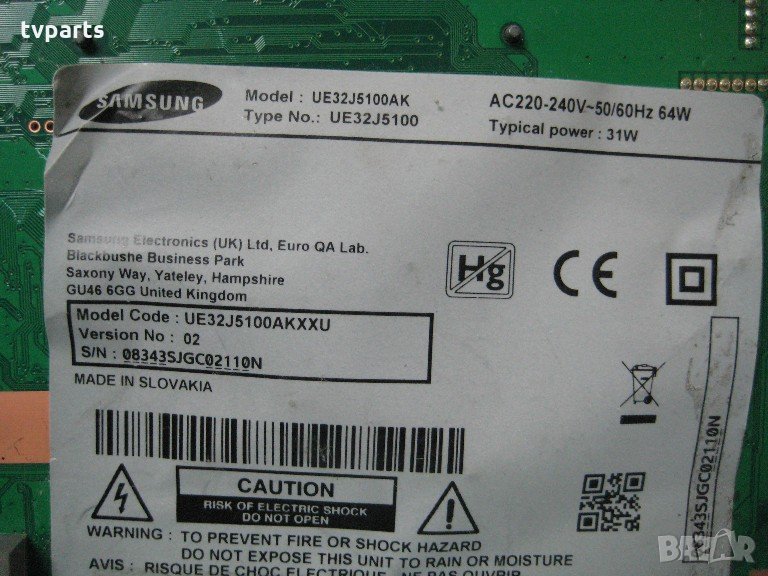 tvparts
SAMSUNG
Model : UE32J5100AK
Type No.: UE32J5100
AC220-240V~50/60Hz 64W
Typical power : 31W
Samsung Electronics (UK) Ltd, Euro QA Lab.
Blackbushe Business Park
Saxony Way, Yateley, Hampshire
GU46 6GG United Kingdom
Hg
CE
Model Code : UE32J5100AKXXU
Version No : 02
S/N : 08343SJGC02110N
MADE IN SLOVAKIA
08343SJGC02110N
CAUTION
RISK OF ELECTRIC SHOCK
DO NOT OPEN
WARNING : TO PREVENT FIRE OR SHOCK HAZARD
DO NOT EXPOSE THIS UNIT TO RAIN OR MOISTURE
AVIS : RISQUE DE CHOC ELECTRIQUE - NE PAS OUVRIR
BAZAR